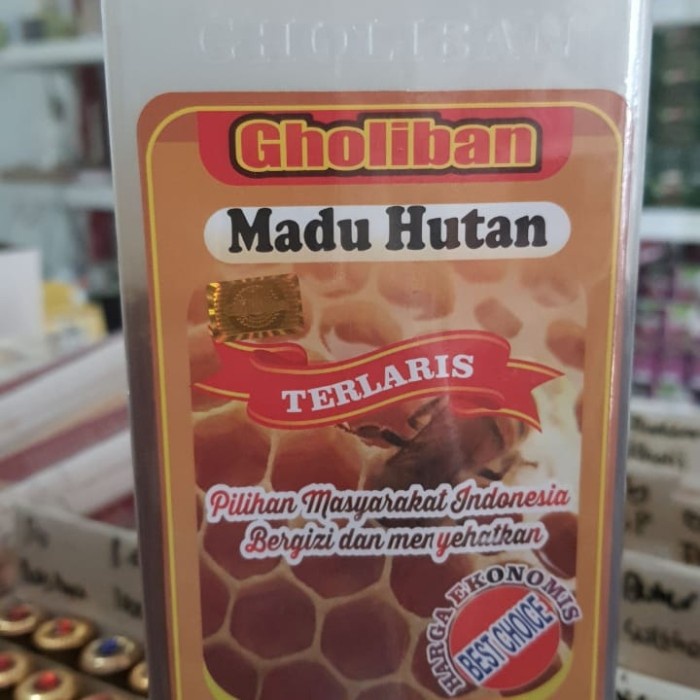 GHOLIBAN
Gholiban
Madu Hutan
TERLARIS
Pilihan Masyarakat Indonesia
Bergizi dan menyehatkan
HARGA EKONOMIS
BEST CHOICE